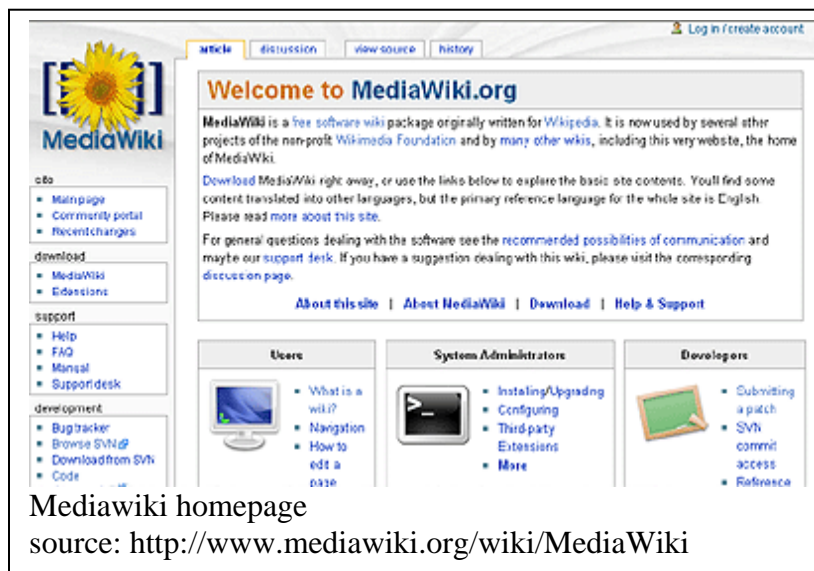 Log in / create account
article discussion view source history
MediaWiki
Welcome to MediaWiki.org
MediaWiki is a free software wiki package originally written for Wikipedia. It is now used by several other
projects of the non-profit Wikimedia Foundation and by many other wikis, including this very website, the home
of MediaWiki.
Download MediaWiki right away, or use the links below to explore the basic site contents. You'll find some
content translated into other languages, but the primary reference language for the whole site is English.
Please read more about this site.
For general questions dealing with the software see the recommended possibilities of communication and
maybe our support desk. If you have a suggestion dealing with this wiki, please visit the corresponding
discussion page.
About this site | About MediaWiki | Download | Help & Support
site
Main page
Community portal
Recent changes
download
MediaWiki
Extensions
support
Help
FAQ
Manual
Support desk
development
Bug tracker
Browse SVN
Download from SVN
Code
Users
What is a
wiki?
Navigation
How to
edit a
page
System Administrators
>_
Installing/Upgrading
Configuring
Third-party
Extensions
More
Developers
Submitting
a patch
SVN
commit
access
Reference
Mediawiki homepage
source: http://www.mediawiki.org/wiki/MediaWiki